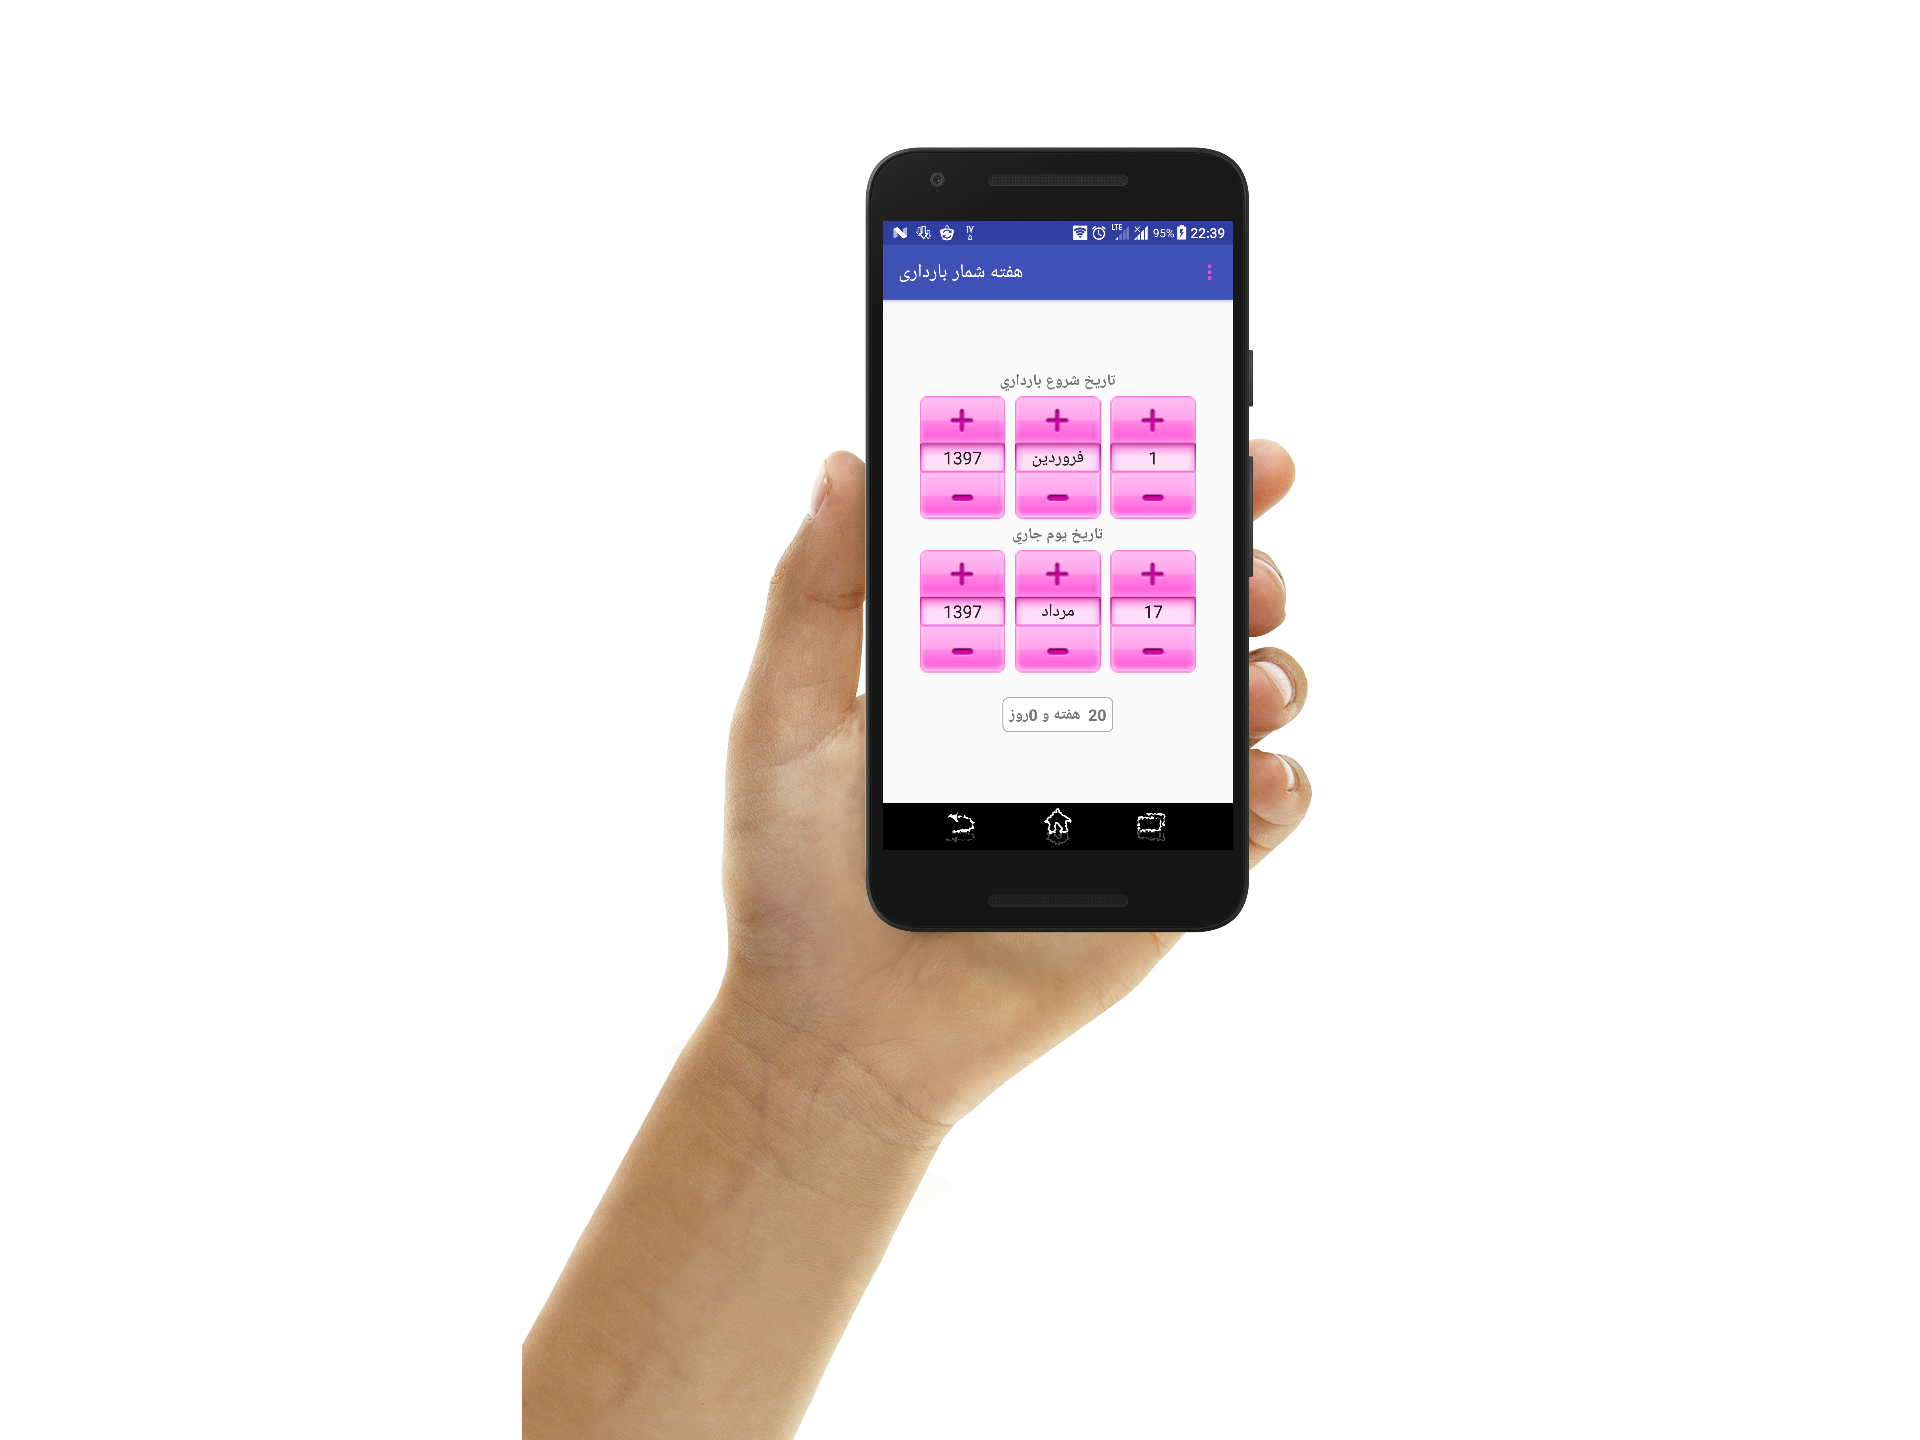 LTE 95% 22:39
هفته شمار بارداری
تاريخ شروع بارداري
1 فروردین 1397
تاريخ يوم جاري
17 مرداد 1397
20 هفته و 0روز